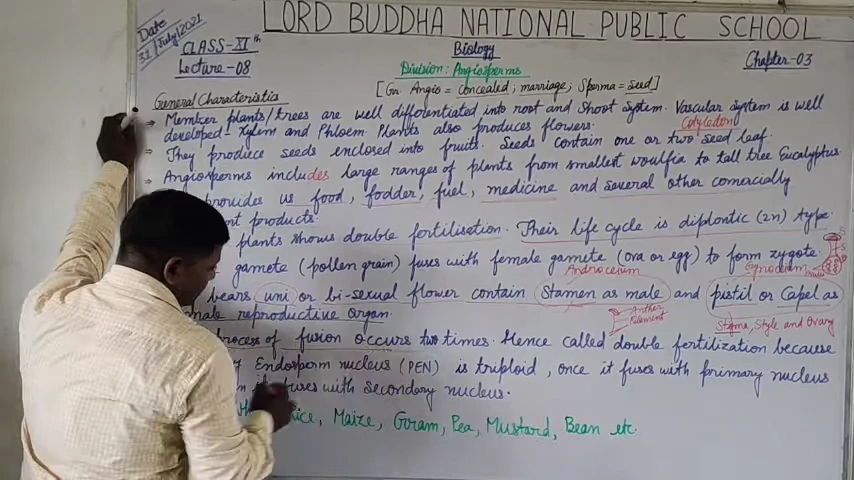 LORD BUDDHA NATIONAL PUBLIC SCHOOL
Date
31/July/2021
CLASS-XIth
Lecture-08
Biology
Chapter-03
Division: Angiosperms
[Gr. Angio = Concealed, marriage; Sperma = Seed]
General Characteristics
Member plants/trees are well differentiated into root and Shoot System. Vascular System is well
developed - xylem and Phloem. Plants also produces flowers.
Cotyledon
They produce seeds enclosed into fruits. Seeds contain one or two seed leaf.
Angiosperms includes large ranges of plants from smallest woulfia to tall tree Eucalyptus.
provides us food, fodder, fuel, medicine and several other comercially
products.
plants shows double fertilisation. Their life cycle is diplontic (2n) type.
gamete (pollen grain) fuses with female gamete (ova or egg) to form zygote.
Androecium
Gynoecium
bears uni or bi-sexual flower contain Stamen as male and pistil or Capel as
reproductive organ.
Anther
Filament
Stigma, Style and Ovary
process of fusion occurs two times. Hence called double fertilization because
Endosperm nucleus (PEN) is triploid, once it fuses with primary nucleus
it fuses with Secondary nucleus.
Maize, Gram, Pea, Mustard, Bean etc.